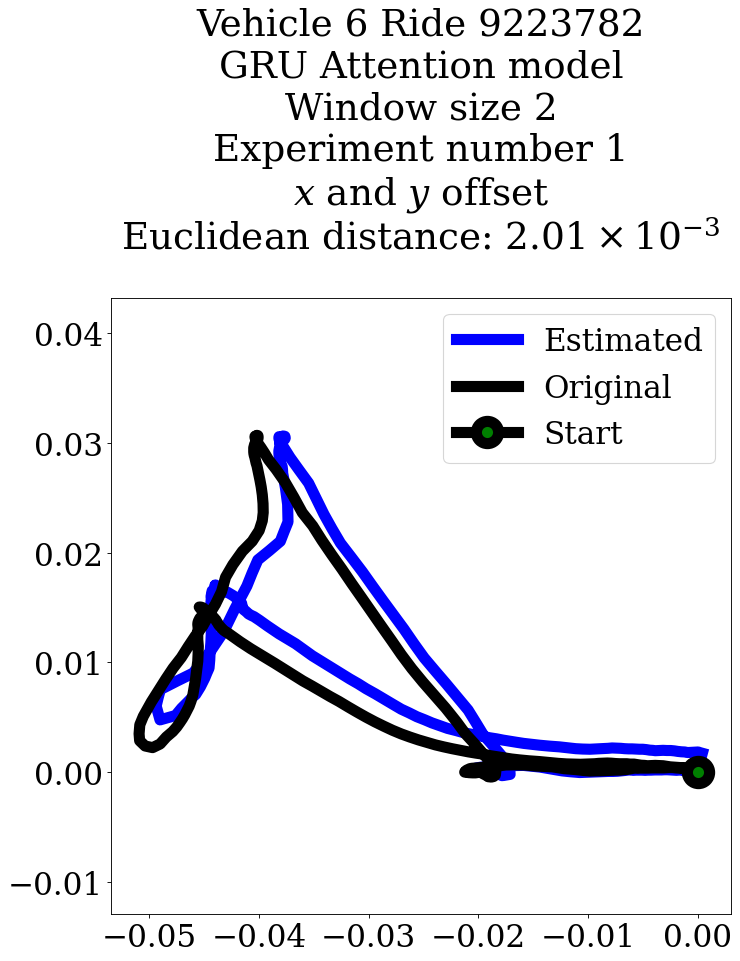 Vehicle 6 Ride 9223782
GRU Attention model
Window size 2
Experiment number 1
x and y offset
Euclidean distance: 2.01 × 10⁻³
Estimated
Original
Start
0.04
0.03
0.02
0.01
0.00
−0.01
−0.05 −0.04 −0.03 −0.02 −0.01 0.00